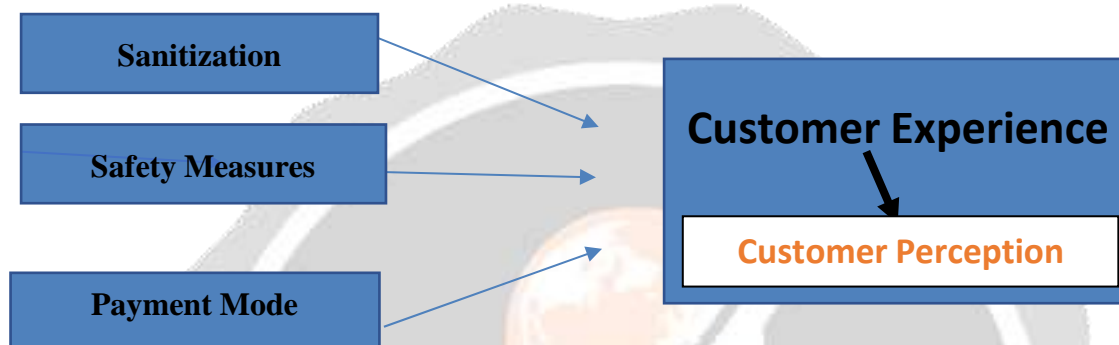 Sanitization
Safety Measures
Payment Mode
Customer Experience
Customer Perception